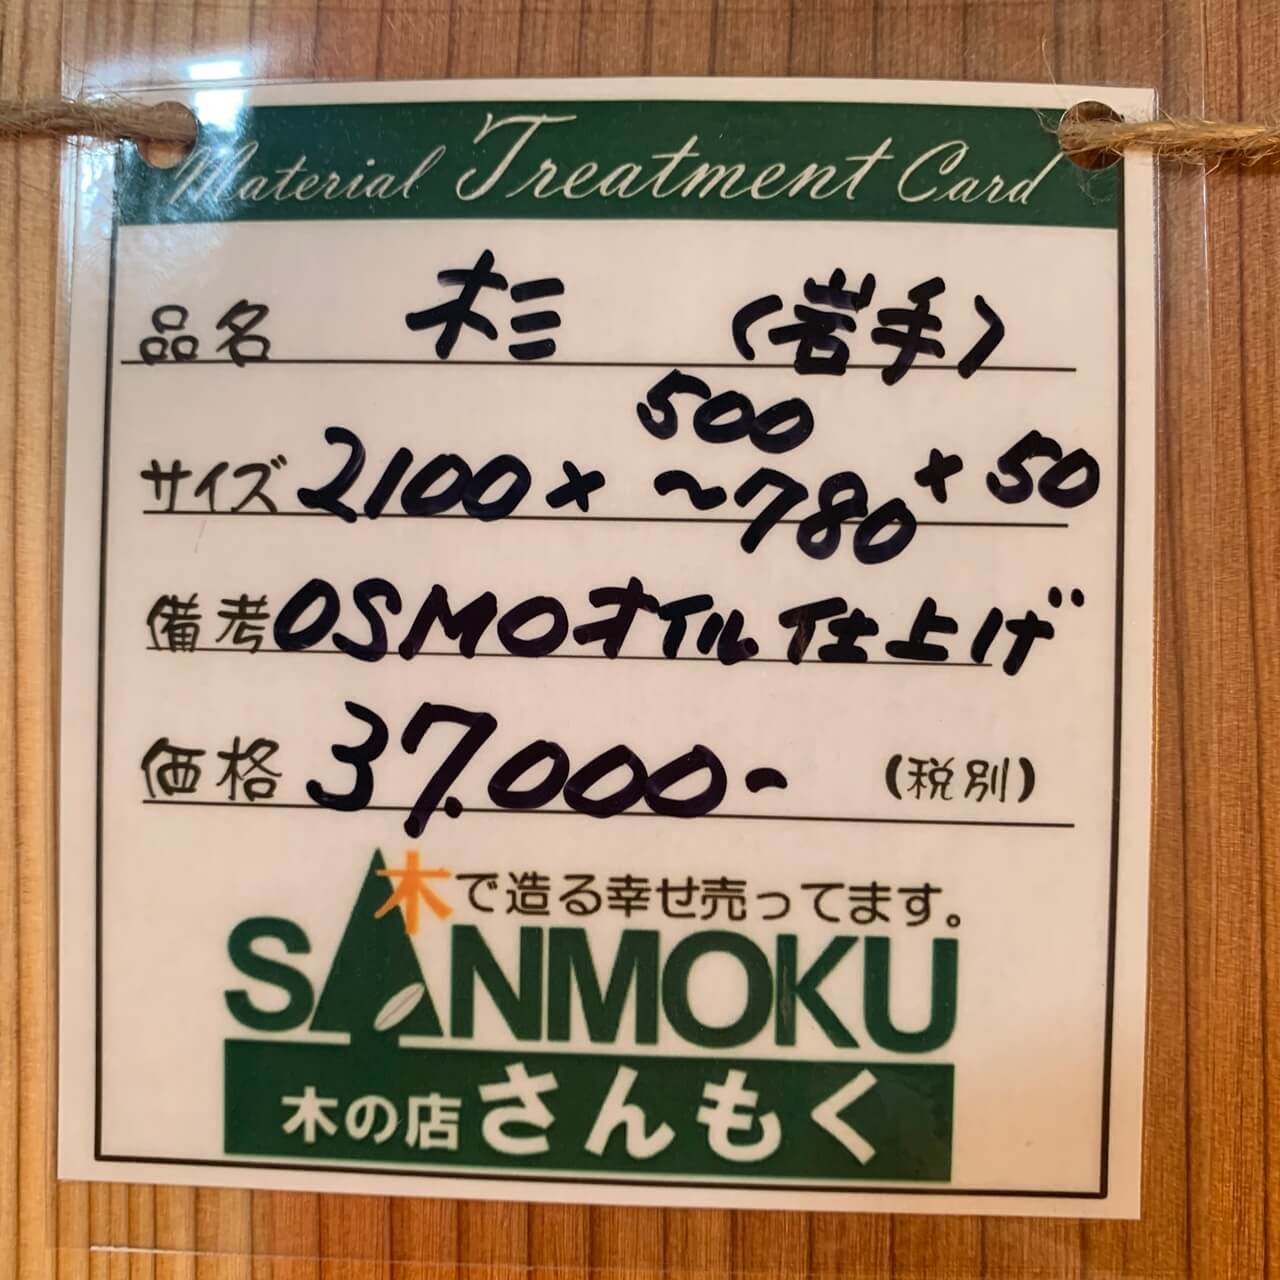 Material Treatment Card
品名 杉 (岩手)
サイズ 2100 × 500 ～780 × 50
備考 OSMOオイル仕上げ
価格 37.000- (税別)
木で造る幸せ売ってます。
SANMOKU
木の店 さんもく